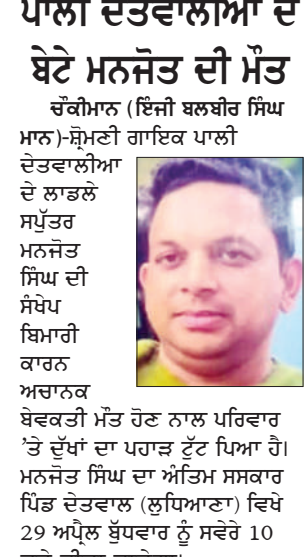 ਪਾਲੀ ਦੇਤਵਾਲੀਆ ਦੇ
ਬੇਟੇ ਮਨਜੋਤ ਦੀ ਮੌਤ
ਚੌਕੀਮਾਨ (ਇੰਜੀ ਬਲਬੀਰ ਸਿੰਘ
ਮਾਨ)-ਸ਼੍ਰੋਮਣੀ ਗਾਇਕ ਪਾਲੀ
ਦੇਤਵਾਲੀਆ
ਦੇ ਲਾਡਲੇ
ਸਪੁੱਤਰ
ਮਨਜੋਤ
ਸਿੰਘ ਦੀ
ਸੰਖੇਪ
ਬਿਮਾਰੀ
ਕਾਰਨ
ਅਚਾਨਕ
ਬੇਵਕਤੀ ਮੌਤ ਹੋਣ ਨਾਲ ਪਰਿਵਾਰ
’ਤੇ ਦੁੱਖਾਂ ਦਾ ਪਹਾੜ ਟੁੱਟ ਪਿਆ ਹੈ।
ਮਨਜੋਤ ਸਿੰਘ ਦਾ ਅੰਤਿਮ ਸਸਕਾਰ
ਪਿੰਡ ਦੇਤਵਾਲ (ਲੁਧਿਆਣਾ) ਵਿਖੇ
29 ਅਪ੍ਰੈਲ ਬੁੱਧਵਾਰ ਨੂੰ ਸਵੇਰੇ 10